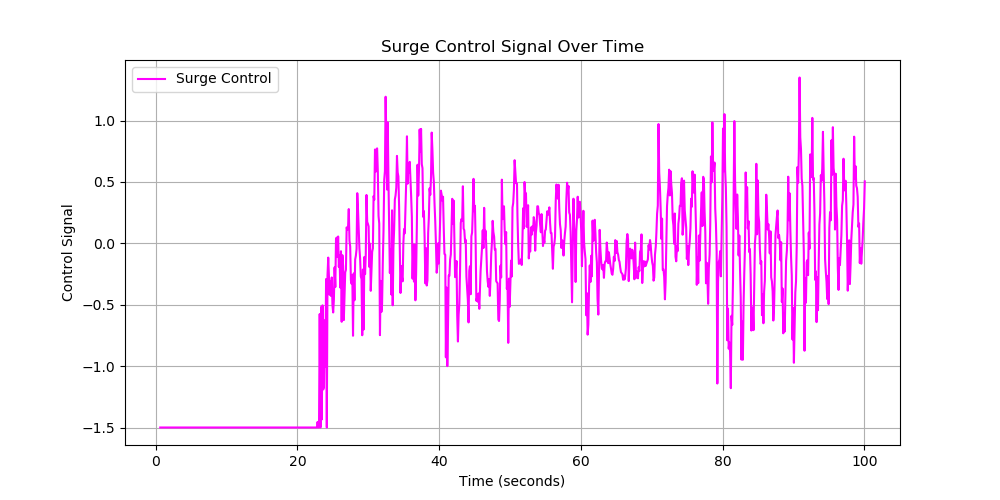 Surge Control Signal Over Time
Surge Control
1.0
0.5
0.0
−0.5
−1.0
−1.5
Control Signal
0 20 40 60 80 100
Time (seconds)